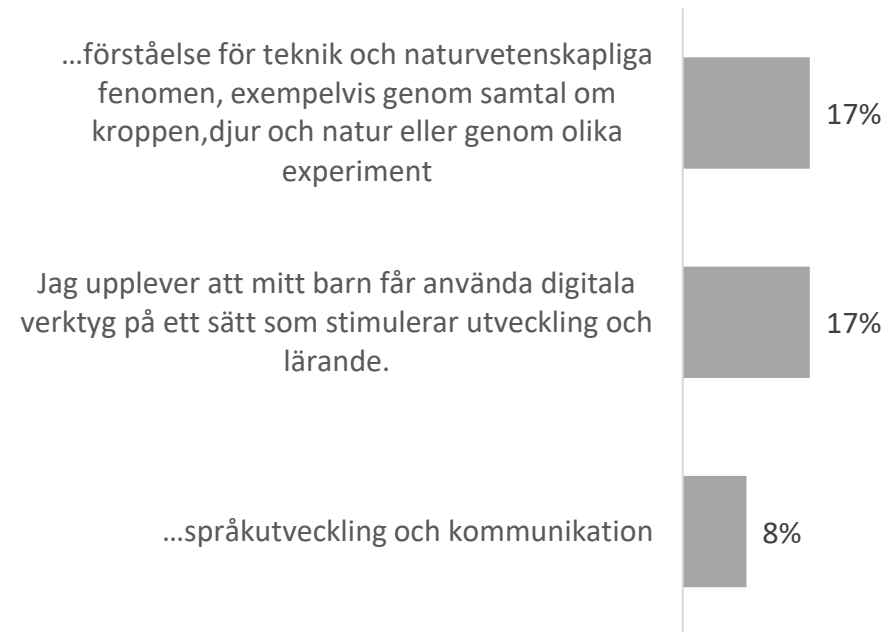 ...förståelse för teknik och naturvetenskapliga
fenomen, exempelvis genom samtal om
kroppen,djur och natur eller genom olika
experiment
17%
Jag upplever att mitt barn får använda digitala
verktyg på ett sätt som stimulerar utveckling och
lärande.
17%
...språkutveckling och kommunikation
8%